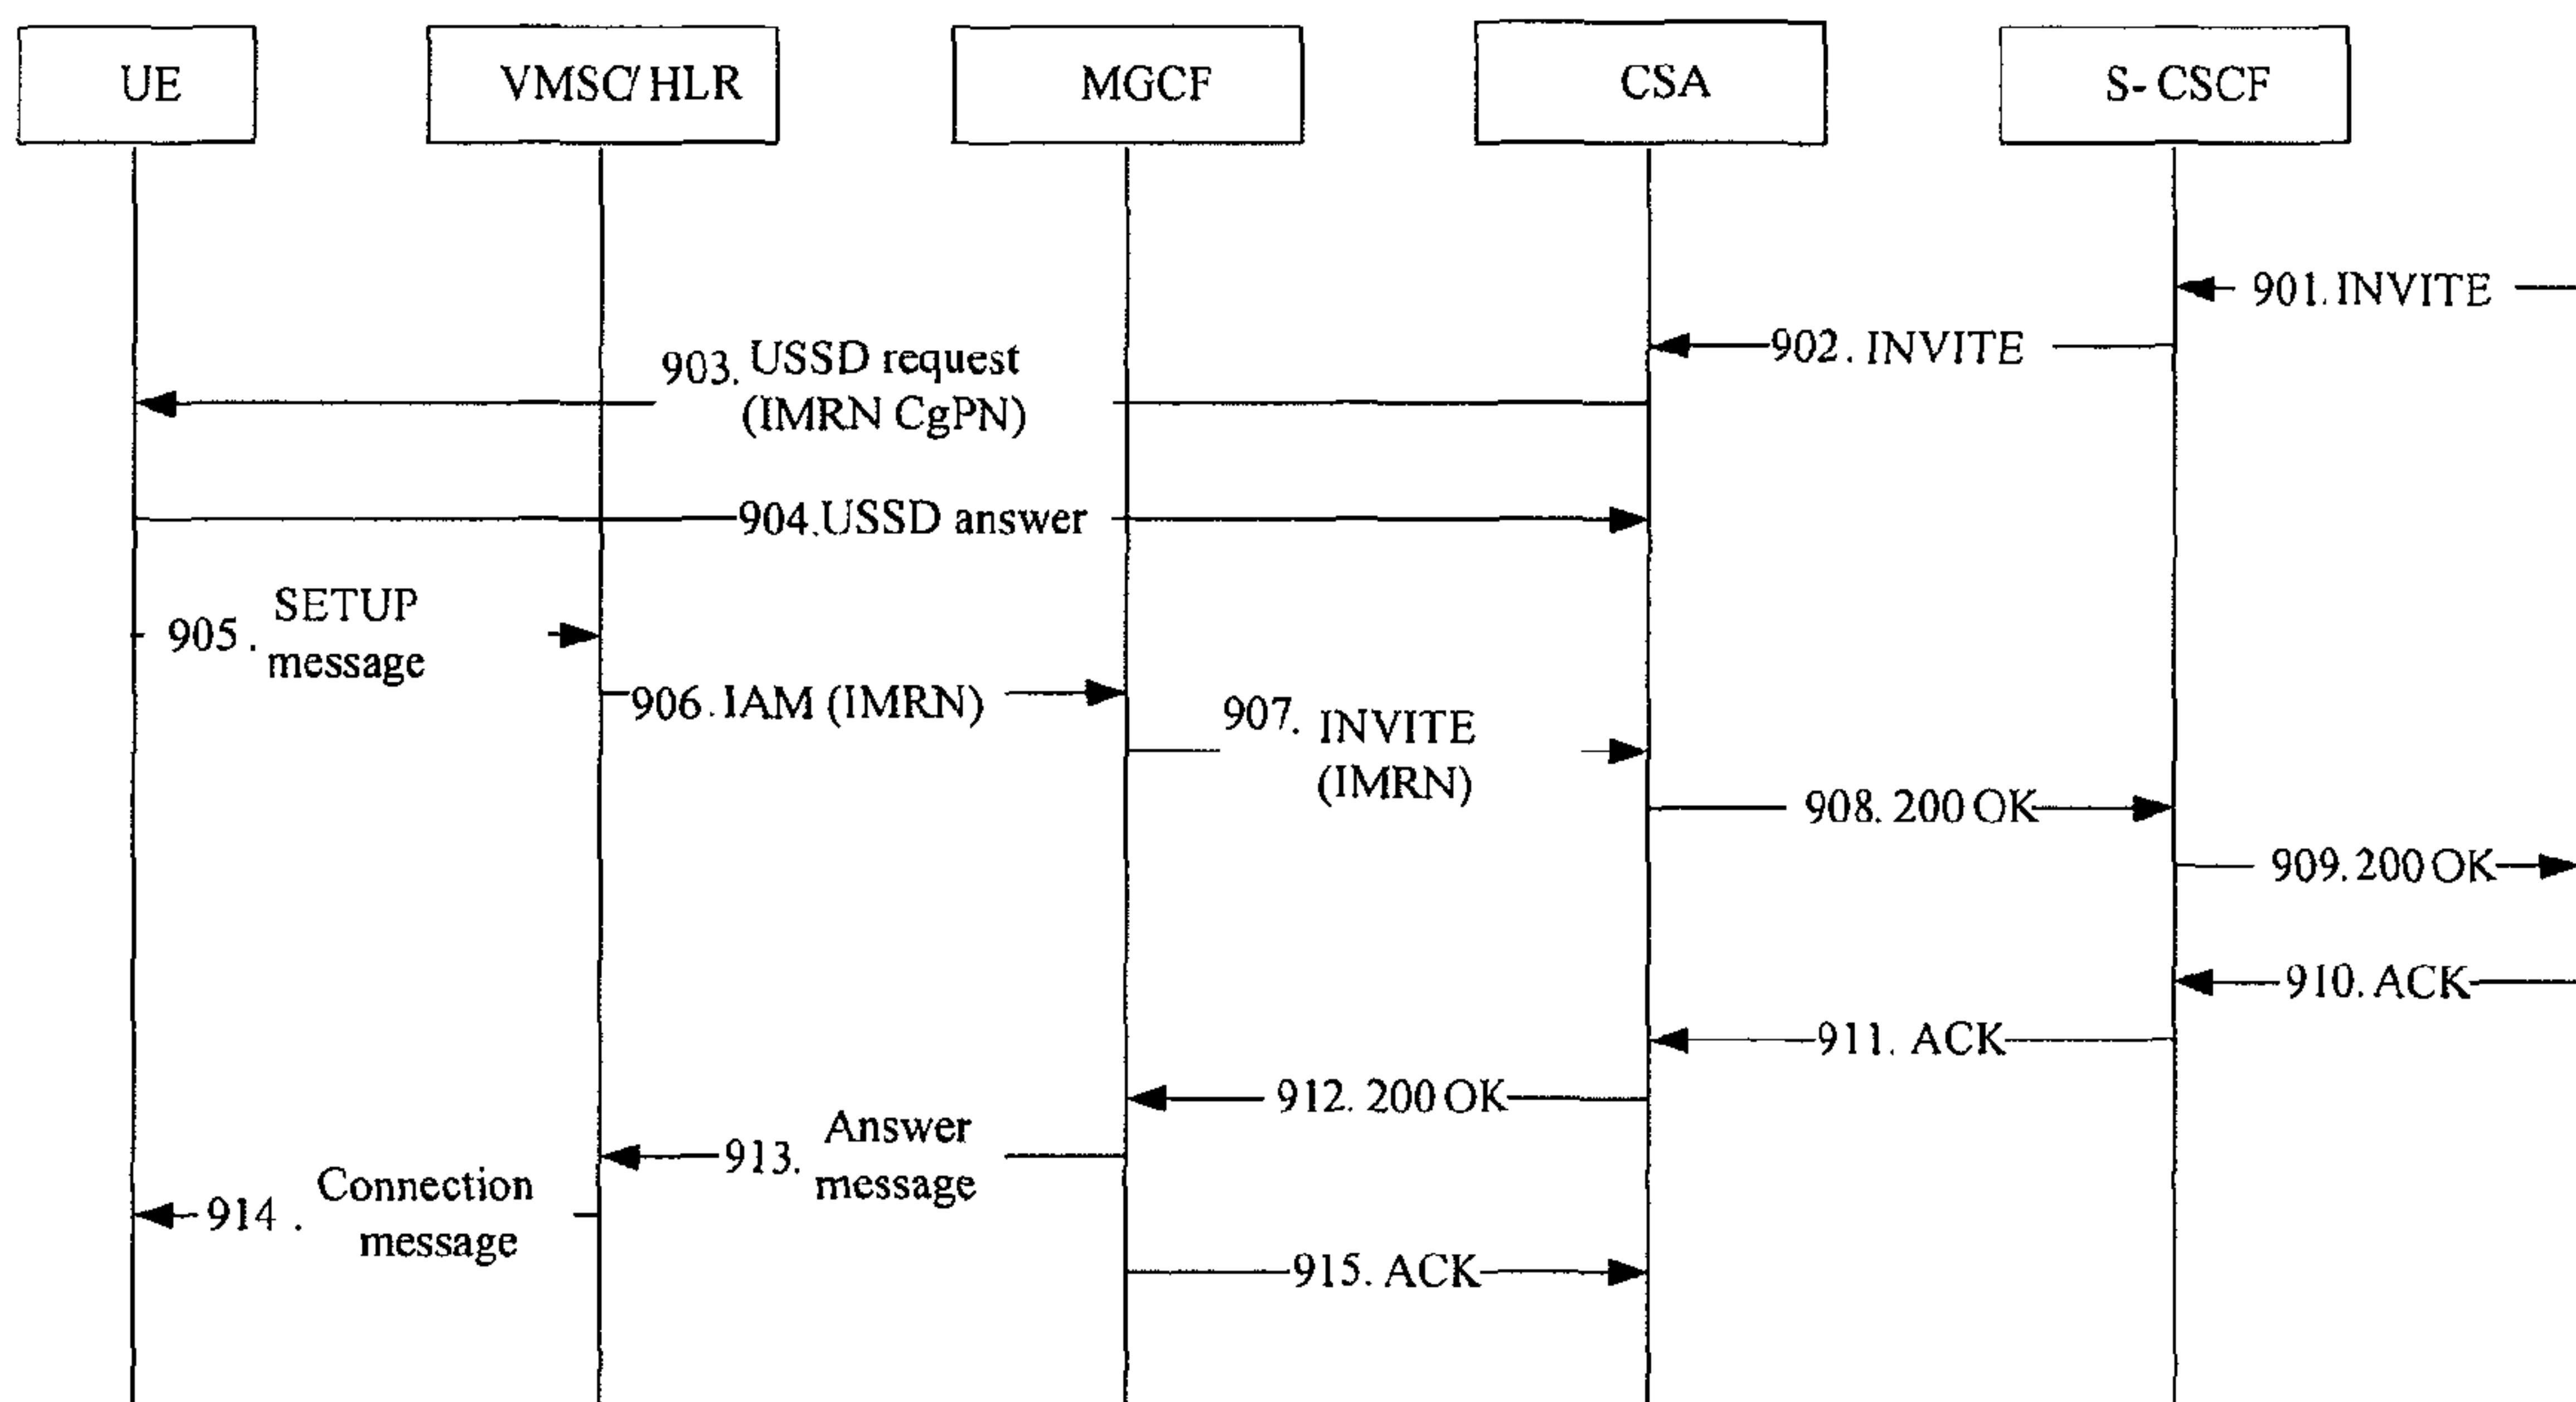 UE
VMSC/ HLR
MGCF
CSA
S- CSCF
901. INVITE
902. INVITE
903. USSD request
(IMRN CgPN)
904. USSD answer
905. SETUP
message
906. IAM (IMRN)
907. INVITE
(IMRN)
908. 200 OK
909. 200 OK
910. ACK
911. ACK
912. 200 OK
913. Answer
message
914. Connection
message
915. ACK